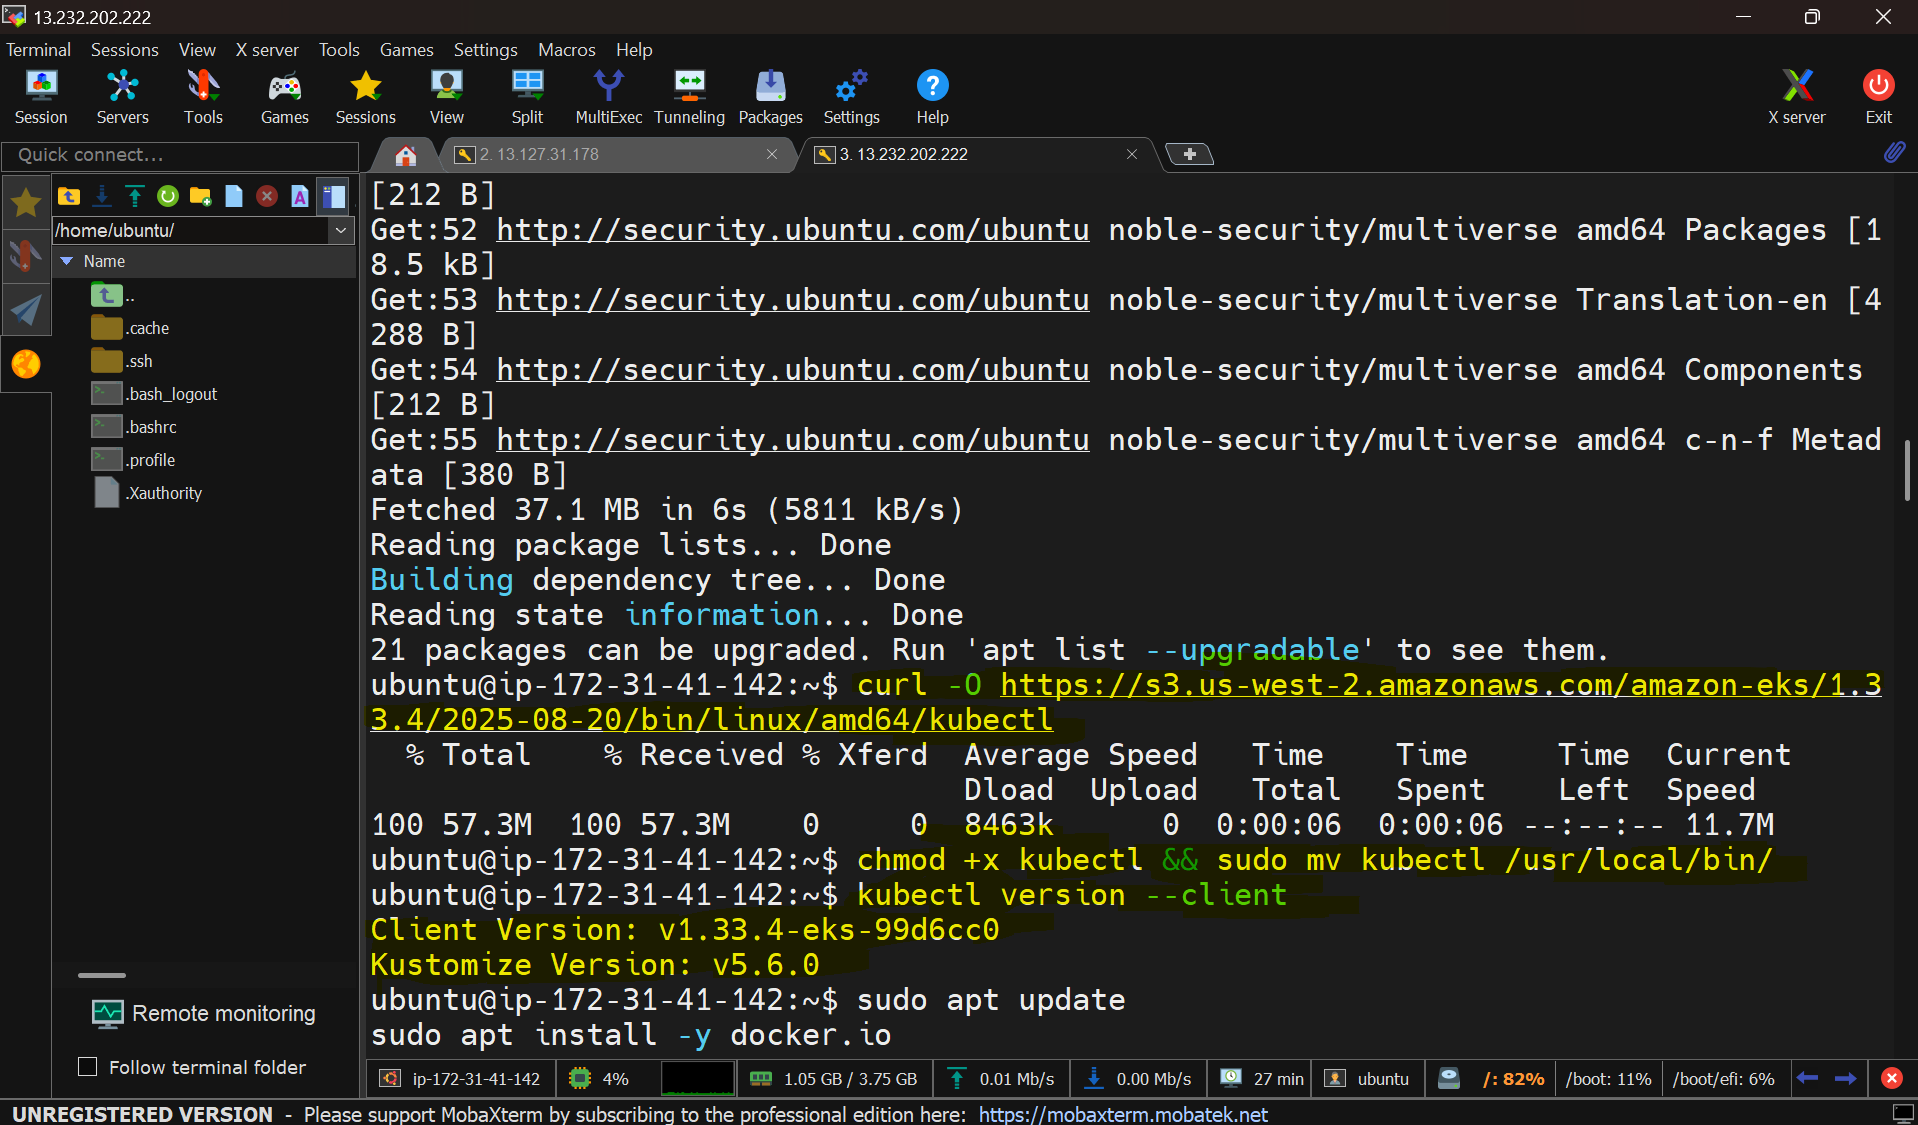 13.232.202.222
Terminal Sessions View X server Tools Games Settings Macros Help
Session Servers Tools Games Sessions View Split MultiExec Tunneling Packages Settings Help X server Exit
Quick connect...
2. 13.127.31.178
3. 13.232.202.222
/home/ubuntu/
Name
..
.cache
.ssh
.bash_logout
.bashrc
.profile
.Xauthority
Remote monitoring
Follow terminal folder
[212 B]
Get:52 http://security.ubuntu.com/ubuntu noble-security/multiverse amd64 Packages [1
8.5 kB]
Get:53 http://security.ubuntu.com/ubuntu noble-security/multiverse Translation-en [4
288 B]
Get:54 http://security.ubuntu.com/ubuntu noble-security/multiverse amd64 Components
[212 B]
Get:55 http://security.ubuntu.com/ubuntu noble-security/multiverse amd64 c-n-f Metad
ata [380 B]
Fetched 37.1 MB in 6s (5811 kB/s)
Reading package lists... Done
Building dependency tree... Done
Reading state information... Done
21 packages can be upgraded. Run 'apt list --upgradable' to see them.
ubuntu@ip-172-31-41-142:~$ curl -O https://s3.us-west-2.amazonaws.com/amazon-eks/1.3
3.4/2025-08-20/bin/linux/amd64/kubectl
% Total % Received % Xferd Average Speed Time Time Time Current
Dload Upload Total Spent Left Speed
100 57.3M 100 57.3M 0 0 8463k 0 0:00:06 0:00:06 --:--:-- 11.7M
ubuntu@ip-172-31-41-142:~$ chmod +x kubectl && sudo mv kubectl /usr/local/bin/
ubuntu@ip-172-31-41-142:~$ kubectl version --client
Client Version: v1.33.4-eks-99d6cc0
Kustomize Version: v5.6.0
ubuntu@ip-172-31-41-142:~$ sudo apt update
sudo apt install -y docker.io
ip-172-31-41-142 4% 1.05 GB / 3.75 GB 0.01 Mb/s 0.00 Mb/s 27 min ubuntu /: 82% /boot: 11% /boot/efi: 6%
UNREGISTERED VERSION - Please support MobaXterm by subscribing to the professional edition here: https://mobaxterm.mobatek.net